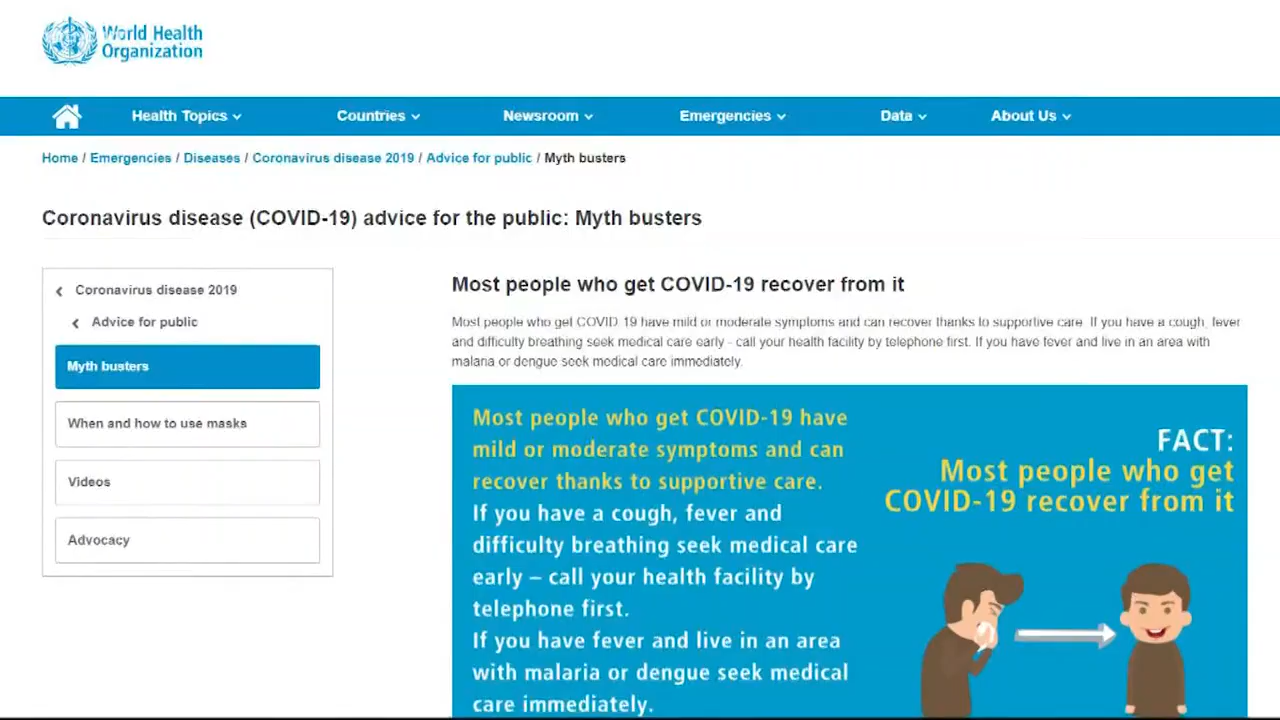 World Health
Organization
Health Topics
Countries
Newsroom
Emergencies
Data
About Us
Home / Emergencies / Diseases / Coronavirus disease 2019 / Advice for public / Myth busters
Coronavirus disease (COVID-19) advice for the public: Myth busters
Coronavirus disease 2019
Advice for public
Myth busters
When and how to use masks
Videos
Advocacy
Most people who get COVID-19 recover from it
Most people who get COVID 19 have mild or moderate symptoms and can recover thanks to supportive care. If you have a cough, fever
and difficulty breathing seek medical care early - call your health facility by telephone first. If you have fever and live in an area with
malaria or dengue seek medical care immediately.
Most people who get COVID-19 have
mild or moderate symptoms and can
recover thanks to supportive care.
If you have a cough, fever and
difficulty breathing seek medical care
early – call your health facility by
telephone first.
If you have fever and live in an area
with malaria or dengue seek medical
care immediately.
FACT:
Most people who get
COVID-19 recover from it